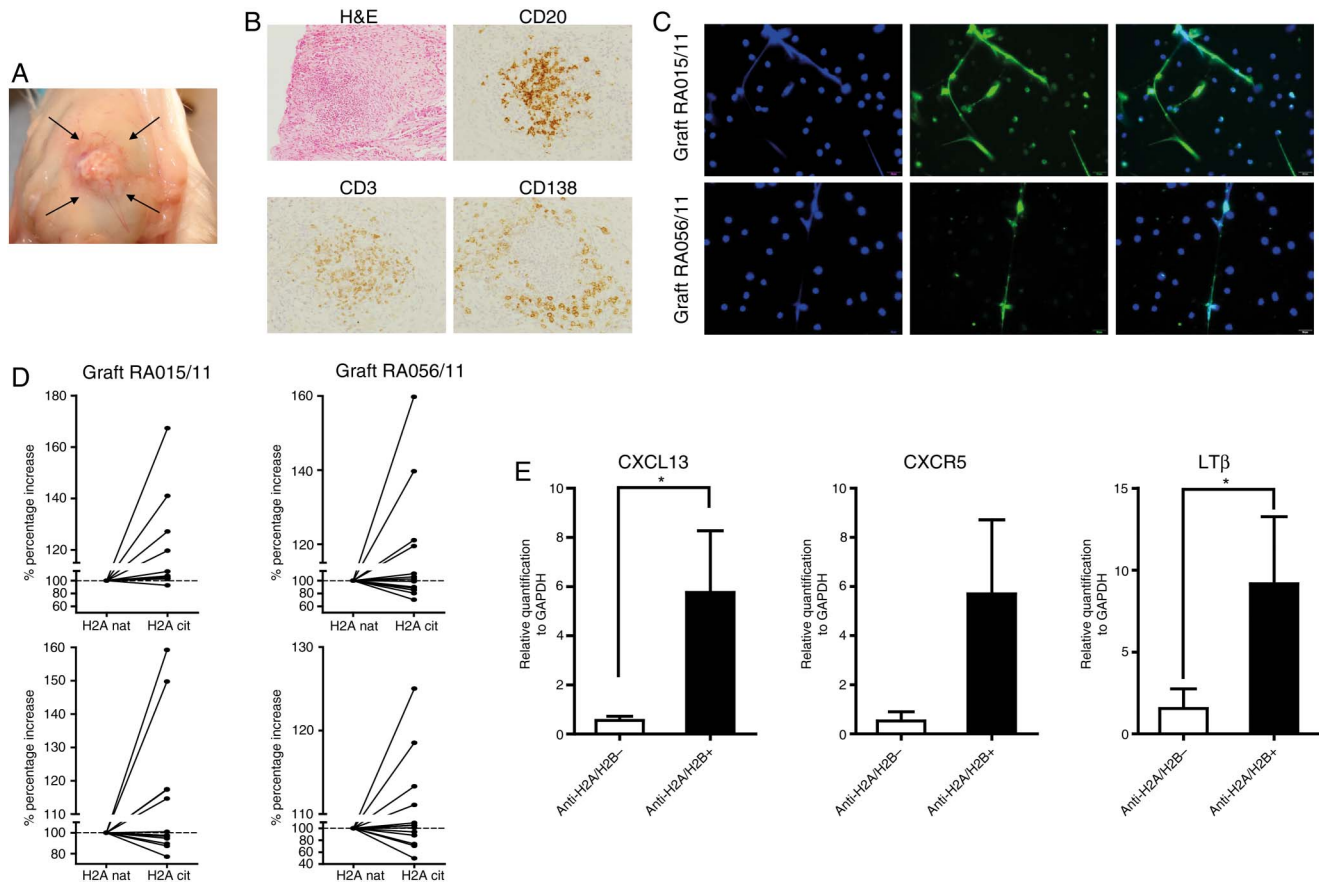 A
B
H&E
CD20
CD3
CD138
C
Graft RA015/11
Graft RA056/11
D
Graft RA015/11
% percentage increase
180
160
140
120
100
80
60
H2A nat
H2A cit
Graft RA056/11
% percentage increase
160
140
120
100
80
60
H2A nat
H2A cit
% percentage increase
160
150
140
130
120
110
100
80
H2A nat
H2A cit
% percentage increase
130
120
110
100
80
60
40
H2A nat
H2A cit
E
CXCL13
*
Relative quantification
to GAPDH
10
8
6
4
2
0
Anti-H2A/H2B–
Anti-H2A/H2B+
CXCR5
Relative quantification
to GAPDH
10
8
6
4
2
0
Anti-H2A/H2B–
Anti-H2A/H2B+
LTβ
*
Relative quantification
to GAPDH
15
10
5
0
Anti-H2A/H2B–
Anti-H2A/H2B+